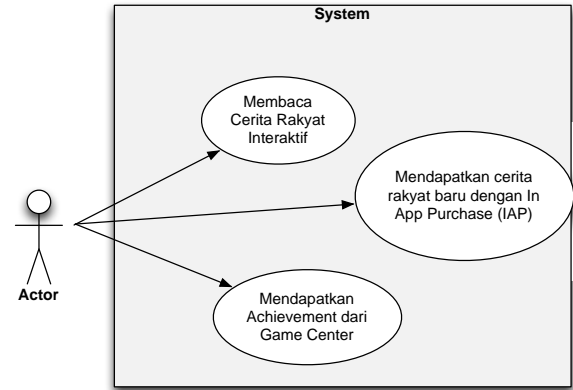 System
Membaca
Cerita Rakyat
Interaktif
Mendapatkan cerita
rakyat baru dengan In
App Purchase (IAP)
Actor
Mendapatkan
Achievement dari
Game Center